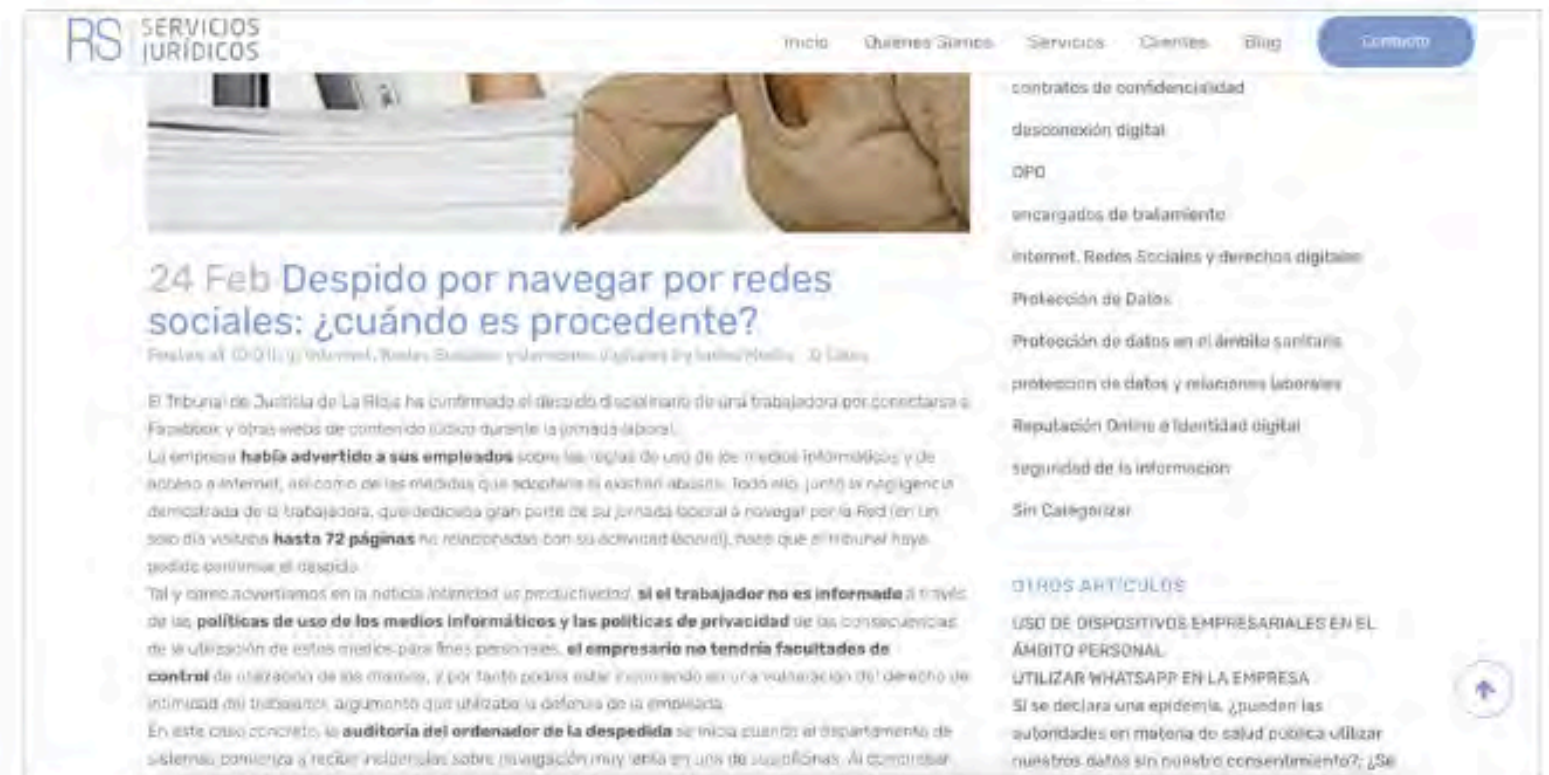 RS SERVICIOS
JURÍDICOS
Inicio Quienes Somos Servicios Clientes Blog Contacto
24 Feb Despido por navegar por redes
sociales: ¿cuándo es procedente?
El Tribunal de Justicia de La Rioja ha confirmado el despido disciplinario de una trabajadora por conectarse a
Facebook y otras webs de contenido lúdico durante la jornada laboral.
La empresa había advertido a sus empleados sobre las reglas de uso de los medios informáticos y de
acceso a Internet, así como de las medidas que adoptaría si existían abusos. Todo ello, junto la negligencia
demostrada de la trabajadora, que dedicaba gran parte de su jornada laboral a navegar por la Red (en un
solo día visitaba hasta 72 páginas no relacionadas con su actividad laboral), hace que el tribunal haya
podido confirmar el despido.
Tal y como advertíamos en la noticia intimidad vs productividad, si el trabajador no es informado a través
de las políticas de uso de los medios informáticos y las políticas de privacidad de las consecuencias
de la utilización de estos medios para fines personales, el empresario no tendría facultades de
control de utilización de los mismos, y por tanto podría estar incurriendo en una vulneración del derecho de
intimidad del trabajador, argumento que utilizaba la defensa de la empleada.
En este caso concreto, la auditoría del ordenador de la despedida se inicia cuando el departamento de
sistemas comienza a recibir incidencias sobre navegación muy lenta en una de sus oficinas. Al comprobar
contratos de confidencialidad
desconexión digital
DPO
encargados de tratamiento
Internet, Redes Sociales y derechos digitales
Protección de Datos
Protección de datos en el ámbito sanitario
protección de datos y relaciones laborales
Reputación Online e Identidad digital
seguridad de la información
Sin Categorizar
OTROS ARTÍCULOS
USO DE DISPOSITIVOS EMPRESARIALES EN EL
ÁMBITO PERSONAL
UTILIZAR WHATSAPP EN LA EMPRESA
Si se declara una epidemia, ¿pueden las
autoridades en materia de salud pública utilizar
nuestros datos sin nuestro consentimiento?; ¿Se